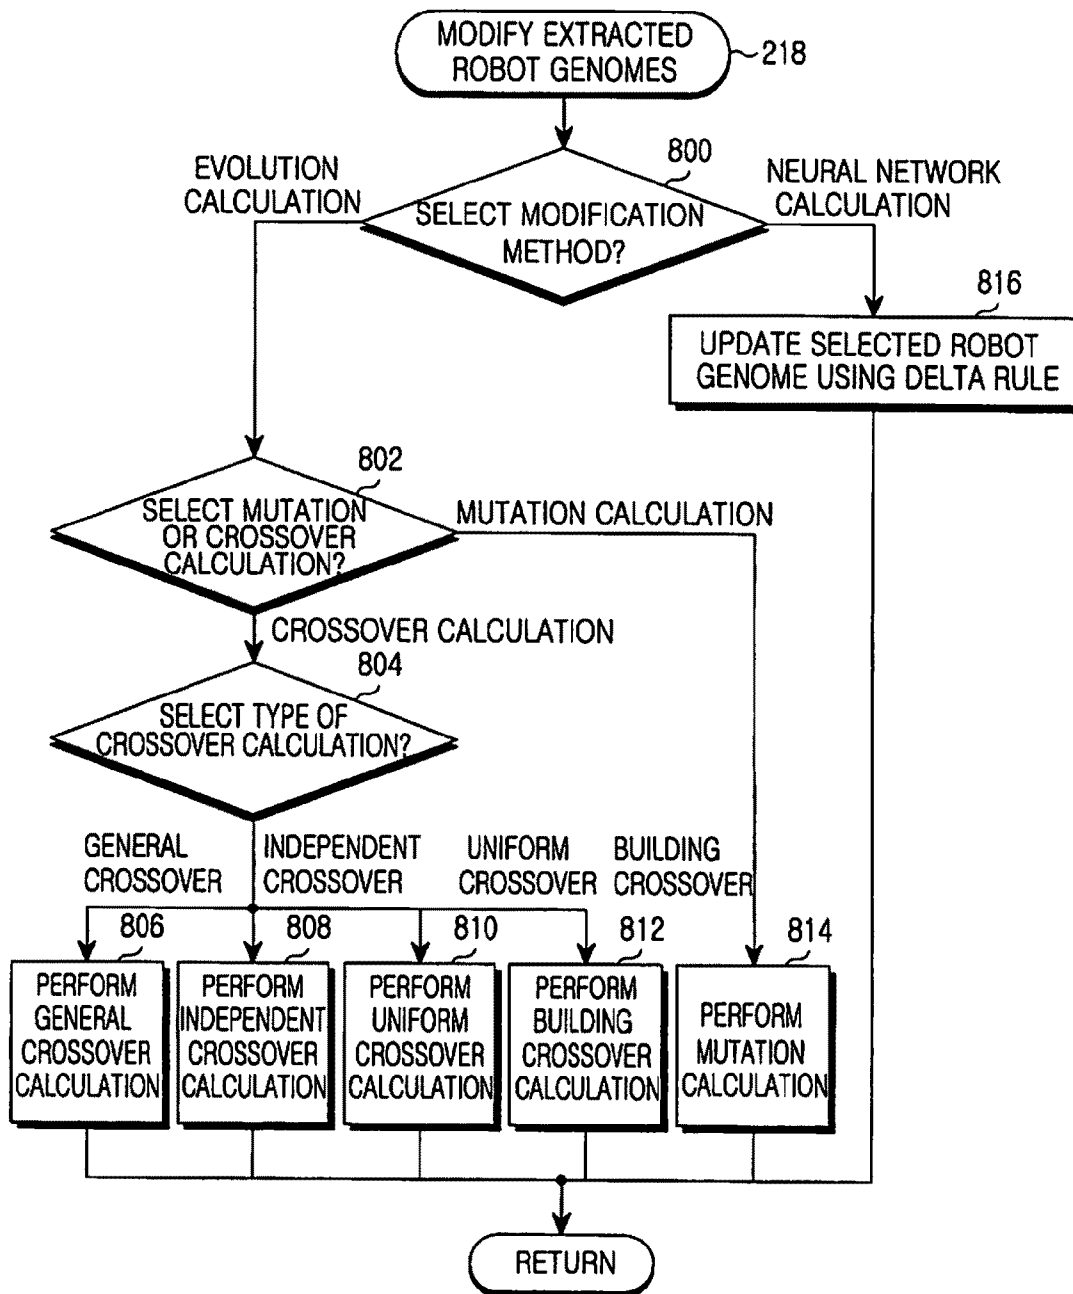 MODIFY EXTRACTED
ROBOT GENOMES
218
800
EVOLUTION
CALCULATION
NEURAL NETWORK
CALCULATION
SELECT MODIFICATION
METHOD?
816
UPDATE SELECTED ROBOT
GENOME USING DELTA RULE
802
SELECT MUTATION
OR CROSSOVER
CALCULATION?
MUTATION CALCULATION
CROSSOVER CALCULATION
804
SELECT TYPE OF
CROSSOVER CALCULATION?
GENERAL
CROSSOVER
INDEPENDENT
CROSSOVER
UNIFORM
CROSSOVER
BUILDING
CROSSOVER
806
808
810
812
814
PERFORM
GENERAL
CROSSOVER
CALCULATION
PERFORM
INDEPENDENT
CROSSOVER
CALCULATION
PERFORM
UNIFORM
CROSSOVER
CALCULATION
PERFORM
BUILDING
CROSSOVER
CALCULATION
PERFORM
MUTATION
CALCULATION
RETURN